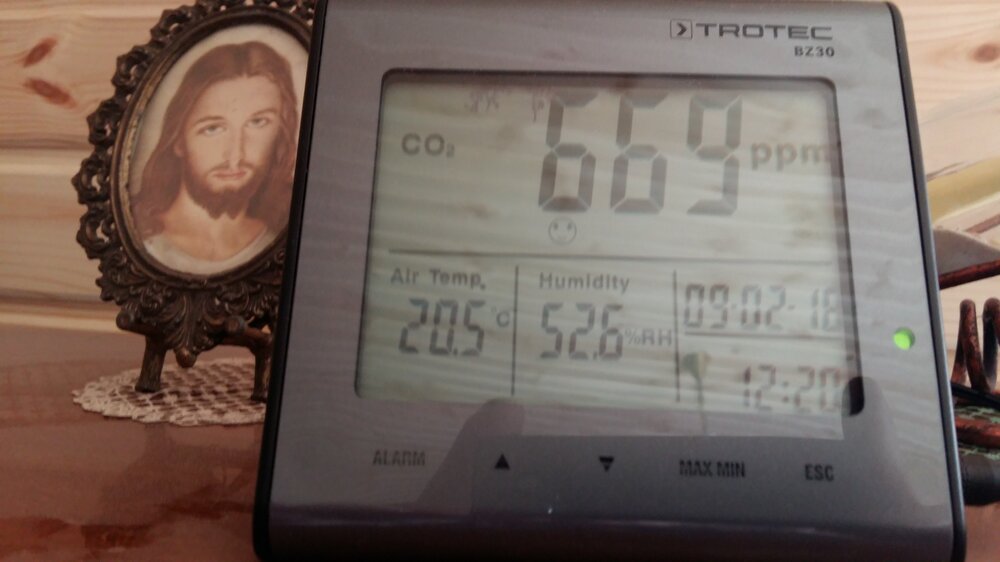 TROTEC
BZ30
CO₂ 669 ppm
Air Temp.
20.5 °C
Humidity
52.6 %RH
09-02-18
12:20
ALARM ▲ ▼ MAX MIN ESC